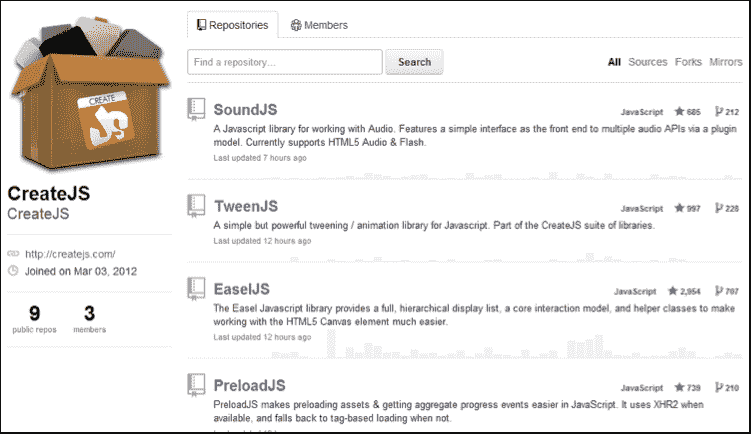 Repositories Members
Find a repository... Search All Sources Forks Mirrors
CREATE
JS
CreateJS
CreateJS
http://createjs.com/
Joined on Mar 03, 2012
9 3
public repos members
SoundJS JavaScript 685 212
A Javascript library for working with Audio. Features a simple interface as the front end to multiple audio APIs via a plugin
model. Currently supports HTML5 Audio & Flash.
Last updated 7 hours ago
TweenJS JavaScript 997 228
A simple but powerful tweening / animation library for Javascript. Part of the CreateJS suite of libraries.
Last updated 12 hours ago
EaselJS JavaScript 2,954 707
The Easel Javascript library provides a full, hierarchical display list, a core interaction model, and helper classes to make
working with the HTML5 Canvas element much easier.
Last updated 12 hours ago
PreloadJS JavaScript 739 210
PreloadJS makes preloading assets & getting aggregate progress events easier in JavaScript. It uses XHR2 when
available, and falls back to tag-based loading when not.